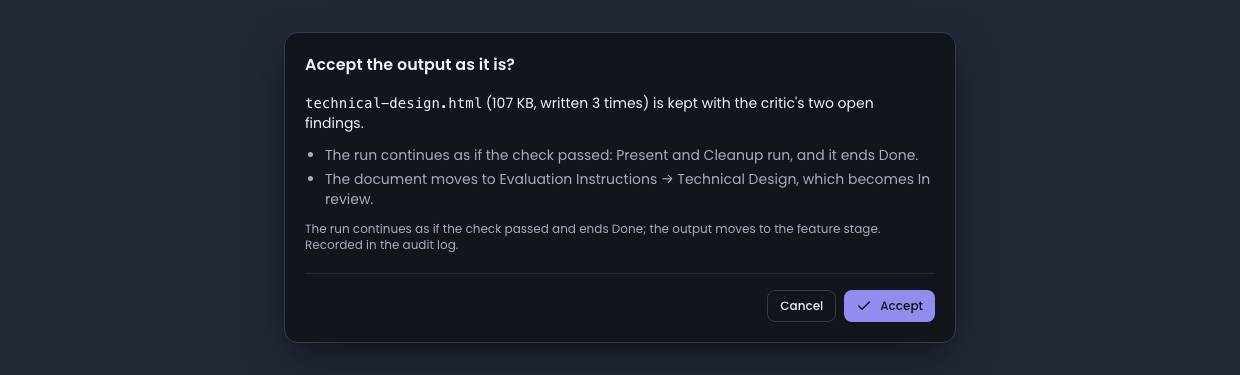 Accept the output as it is?
technical-design.html (107 KB, written 3 times) is kept with the critic's two open
findings.
• The run continues as if the check passed: Present and Cleanup run, and it ends Done.
• The document moves to Evaluation Instructions → Technical Design, which becomes In
review.
The run continues as if the check passed and ends Done; the output moves to the feature stage.
Recorded in the audit log.
Cancel
Accept